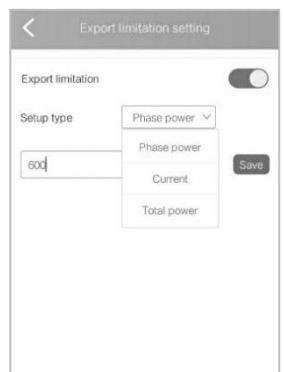 Export limitation setting
Export limitation
Setup type
Phase power
Phase power
600
Save
Current
Total power